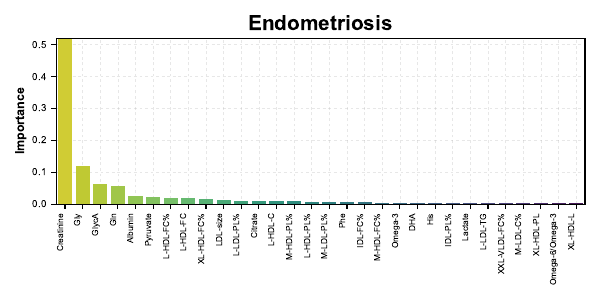 Endometriosis
Importance
0.5
0.4
0.3
0.2
0.1
0.0
Creatinine
Gly
GlycA
Gln
Albumin
Pyruvate
L-HDL-FC%
L-HDL-FC
XL-HDL-FC%
LDL-size
L-LDL-PL%
Citrate
L-HDL-C
M-HDL-PL%
L-HDL-PL%
M-LDL-PL%
Phe
IDL-FC%
M-HDL-FC%
Omega-3
DHA
His
IDL-PL%
Lactate
L-LDL-TG
XXL-VLDL-FC%
M-LDL-C%
XL-HDL-PL
Omega-6/Omega-3
XL-HDL-L